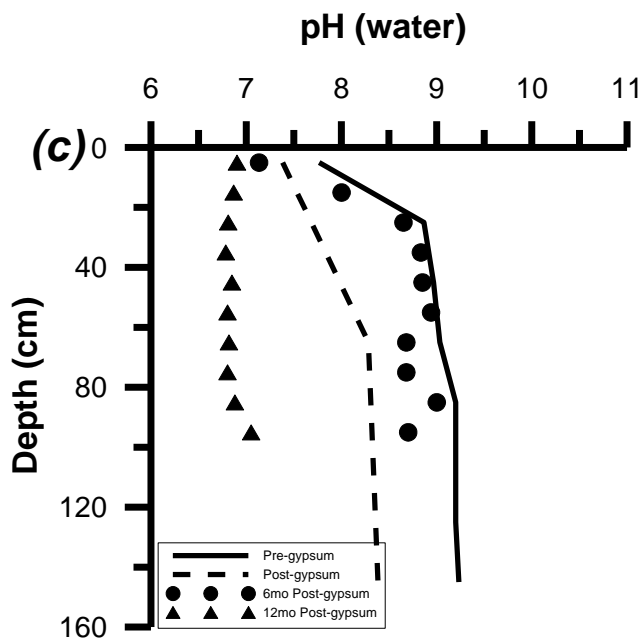 pH (water)
6 7 8 9 10 11
(c)
0
40
80
120
160
Depth (cm)
Pre-gypsum
Post-gypsum
6mo Post-gypsum
12mo Post-gypsum